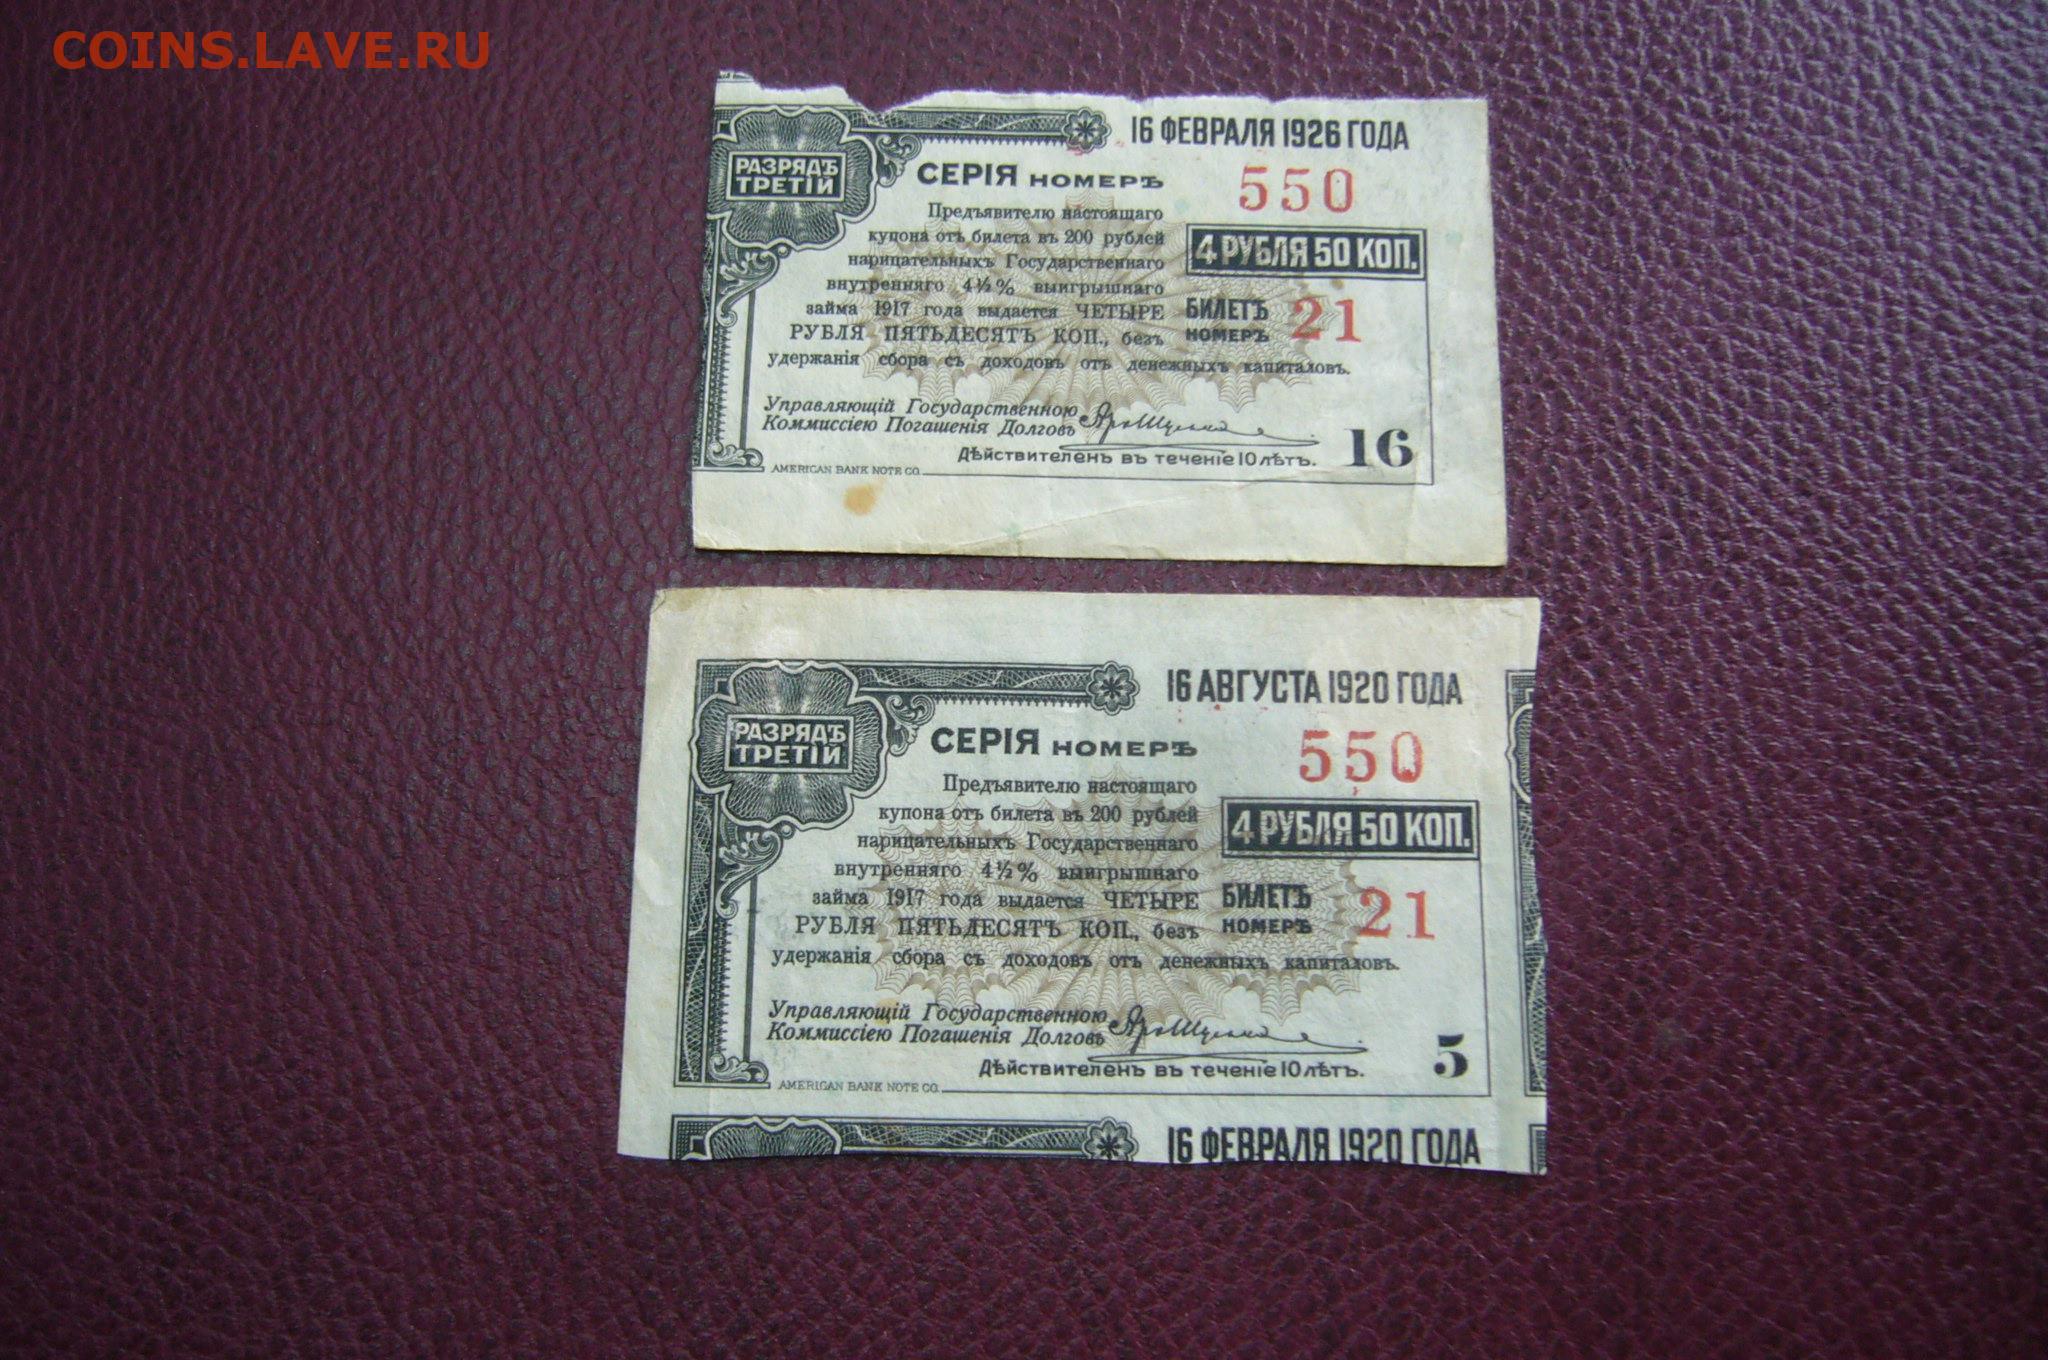 COINS.LAVE.RU
16 ФЕВРАЛЯ 1926 ГОДА
РАЗРЯДЪ
ТРЕТІЙ
СЕРІЯ НОМЕРЪ 550
Предъявителю настоящаго
купона отъ билета въ 200 рублей
нарицательныхъ Государственнаго
внутренняго 4½% выигрышнаго
займа 1917 года выдается ЧЕТЫРЕ
РУБЛЯ ПЯТЬДЕСЯТЪ КОП., безъ
удержанія сбора съ доходовъ отъ денежныхъ капиталовъ.
4 РУБЛЯ 50 КОП.
БИЛЕТЪ
НОМЕРЪ 21
Управляющій Государственною
Коммиссіею Погашенія Долговъ
Дѣйствителенъ въ теченіе 10 лѣтъ.
16
AMERICAN BANK NOTE CO.
16 АВГУСТА 1920 ГОДА
РАЗРЯДЪ
ТРЕТІЙ
СЕРІЯ НОМЕРЪ 550
Предъявителю настоящаго
купона отъ билета въ 200 рублей
нарицательныхъ Государственнаго
внутренняго 4½% выигрышнаго
займа 1917 года выдается ЧЕТЫРЕ
РУБЛЯ ПЯТЬДЕСЯТЪ КОП., безъ
удержанія сбора съ доходовъ отъ денежныхъ капиталовъ.
4 РУБЛЯ 50 КОП.
БИЛЕТЪ
НОМЕРЪ 21
Управляющій Государственною
Коммиссіею Погашенія Долговъ
Дѣйствителенъ въ теченіе 10 лѣтъ.
5
AMERICAN BANK NOTE CO.
16 ФЕВРАЛЯ 1920 ГОДА